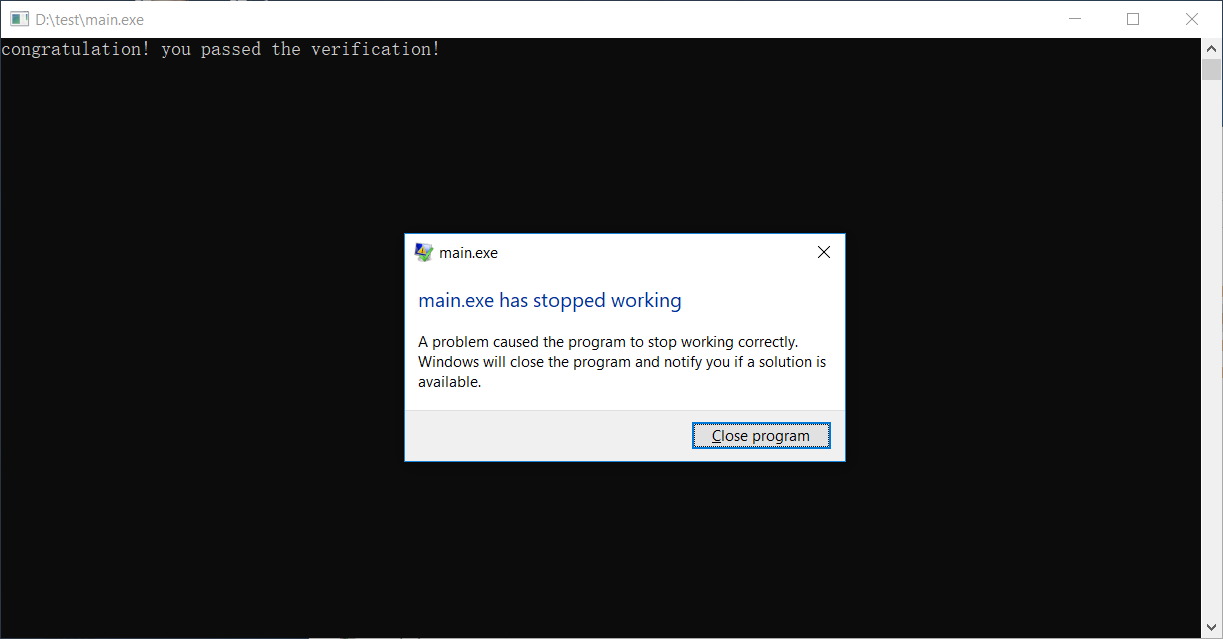 D:\test\main.exe
congratulation! you passed the verification!
main.exe
main.exe has stopped working
A problem caused the program to stop working correctly.
Windows will close the program and notify you if a solution is
available.
Close program